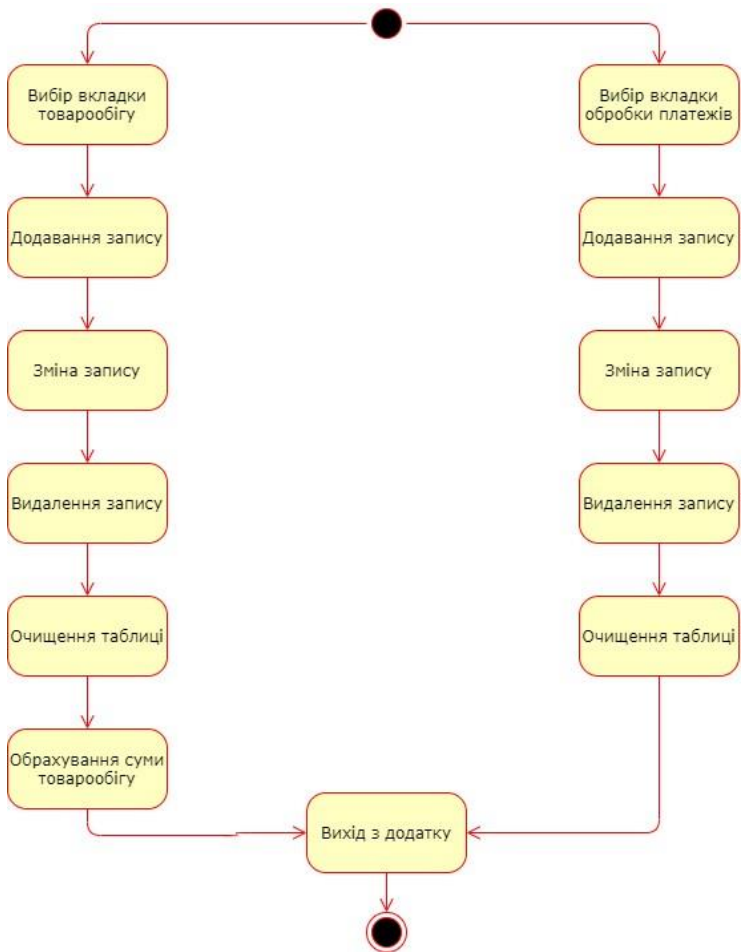 Вибір вкладки
товарообігу
Додавання запису
Зміна запису
Видалення запису
Очищення таблиці
Обрахування суми
товарообігу
Вибір вкладки
обробки платежів
Додавання запису
Зміна запису
Видалення запису
Очищення таблиці
Вихід з додатку